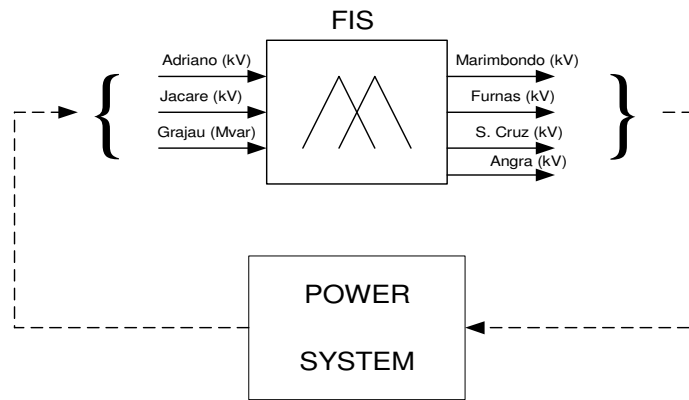 FIS
Adriano (kV)
Jacare (kV)
Grajau (Mvar)
Marimbondo (kV)
Furnas (kV)
S. Cruz (kV)
Angra (kV)
POWER
SYSTEM